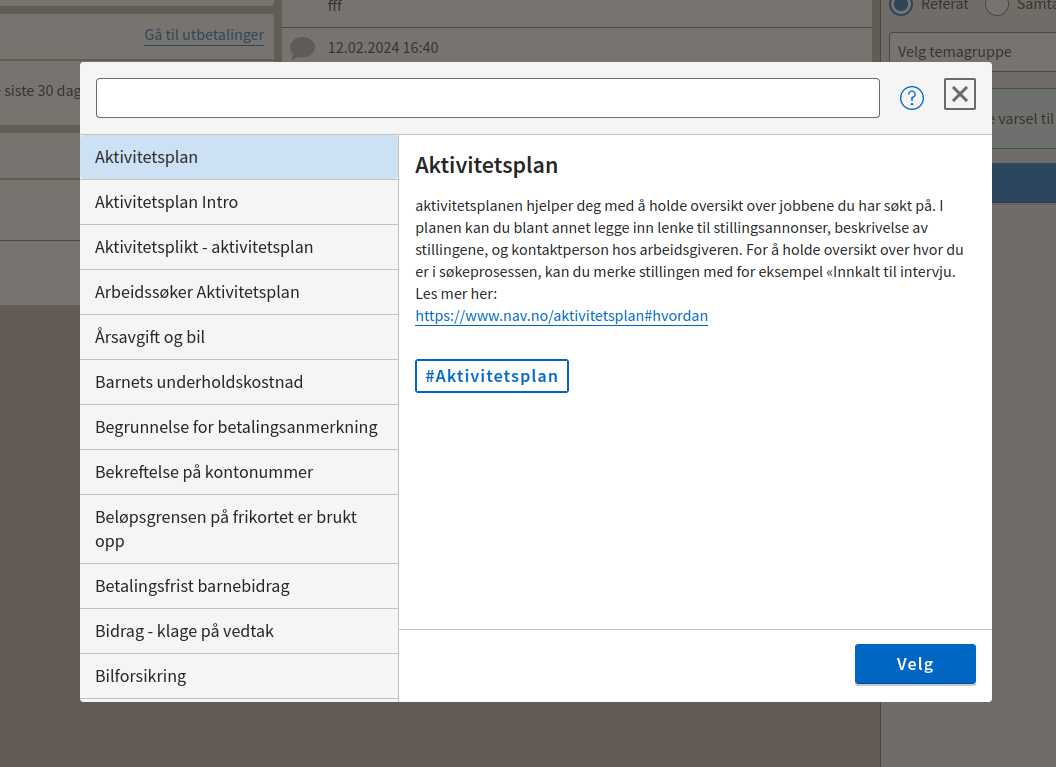 fff
Referat
Gå til utbetalinger
12.02.2024 16:40
Velg temagruppe
siste 30
varsel til
Aktivitetsplan
Aktivitetsplan Intro
Aktivitetsplikt - aktivitetsplan
Arbeidssøker Aktivitetsplan
Årsavgift og bil
Barnets underholdskostnad
Begrunnelse for betalingsanmerkning
Bekreftelse på kontonummer
Beløpsgrensen på frikortet er brukt
opp
Betalingsfrist barnebidrag
Bidrag - klage på vedtak
Bilforsikring
Aktivitetsplan
aktivitetsplanen hjelper deg med å holde oversikt over jobbene du har søkt på. I
planen kan du blant annet legge inn lenke til stillingsannonser, beskrivelse av
stillingene, og kontaktperson hos arbeidsgiveren. For å holde oversikt over hvor du
er i søkeprosessen, kan du merke stillingen med for eksempel «Innkalt til intervju.
Les mer her:
https://www.nav.no/aktivitetsplan#hvordan
#Aktivitetsplan
Velg